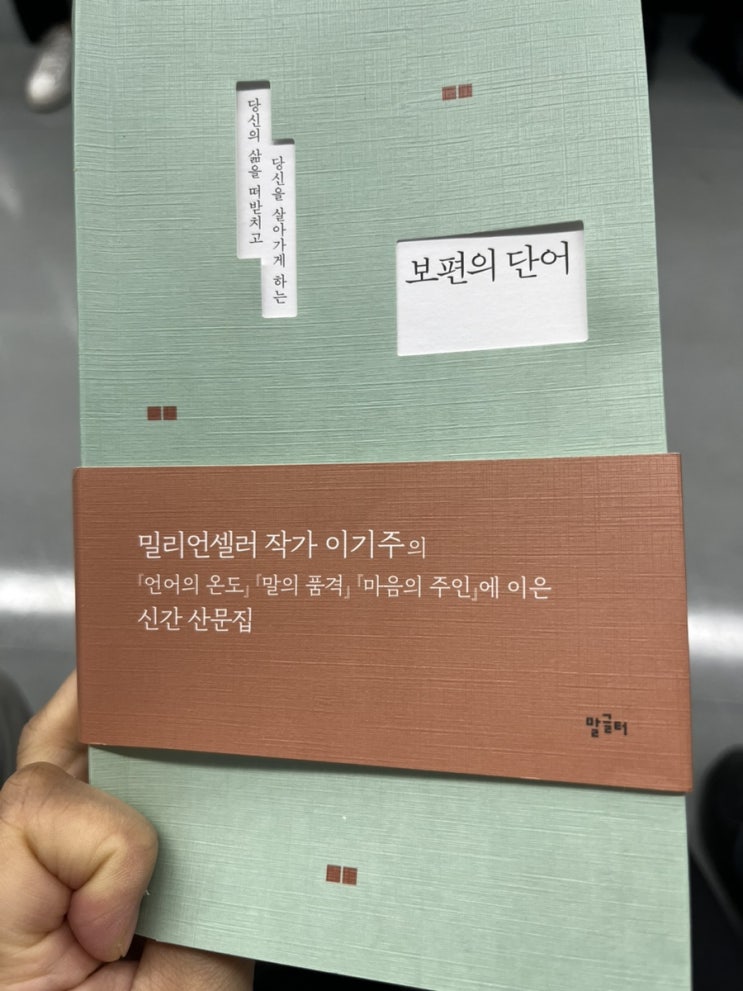 당신의 삶을 떠받치고
당신을 살아가게 하는
보편의 단어
밀리언셀러 작가 이기주의
『언어의 온도』『말의 품격』『마음의 주인』에 이은
신간 산문집
말글터